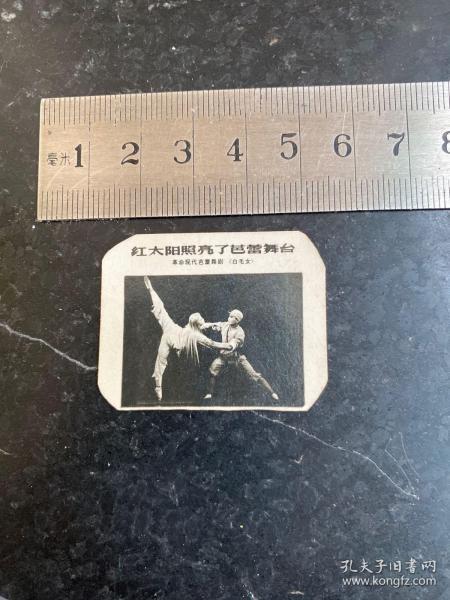 毫米 1 2 3 4 5 6 7 8
红太阳照亮了芭蕾舞台
革命现代芭蕾舞剧《白毛女》
孔夫子旧书网
www.kongfz.com